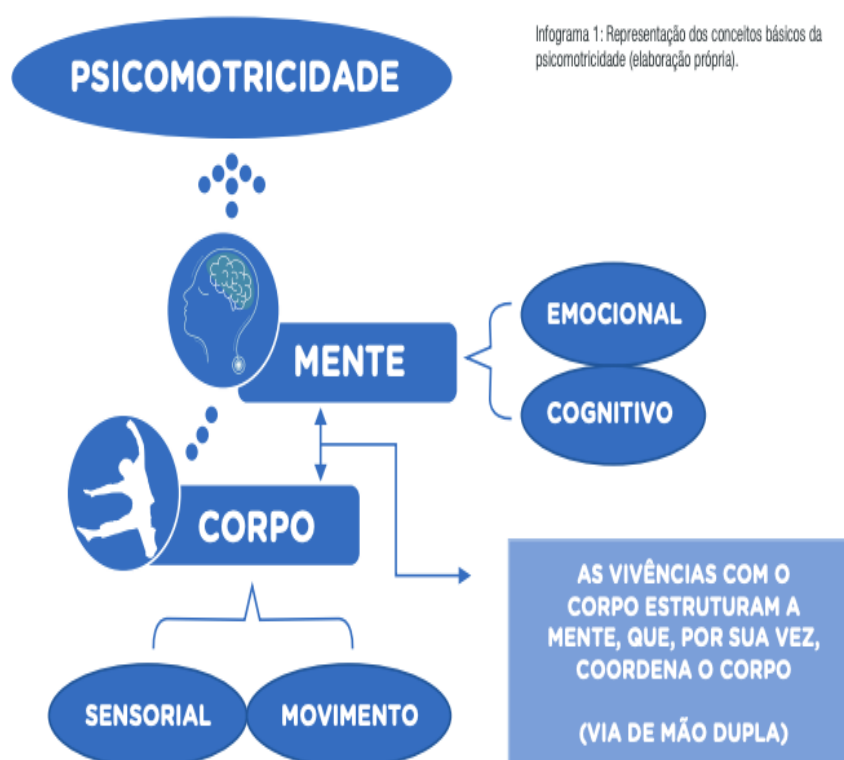 Infograma 1: Representação dos conceitos básicos da
psicomotricidade (elaboração própria).
PSICOMOTRICIDADE
MENTE
EMOCIONAL
COGNITIVO
CORPO
SENSORIAL
MOVIMENTO
AS VIVÊNCIAS COM O
CORPO ESTRUTURAM A
MENTE, QUE, POR SUA VEZ,
COORDENA O CORPO
(VIA DE MÃO DUPLA)